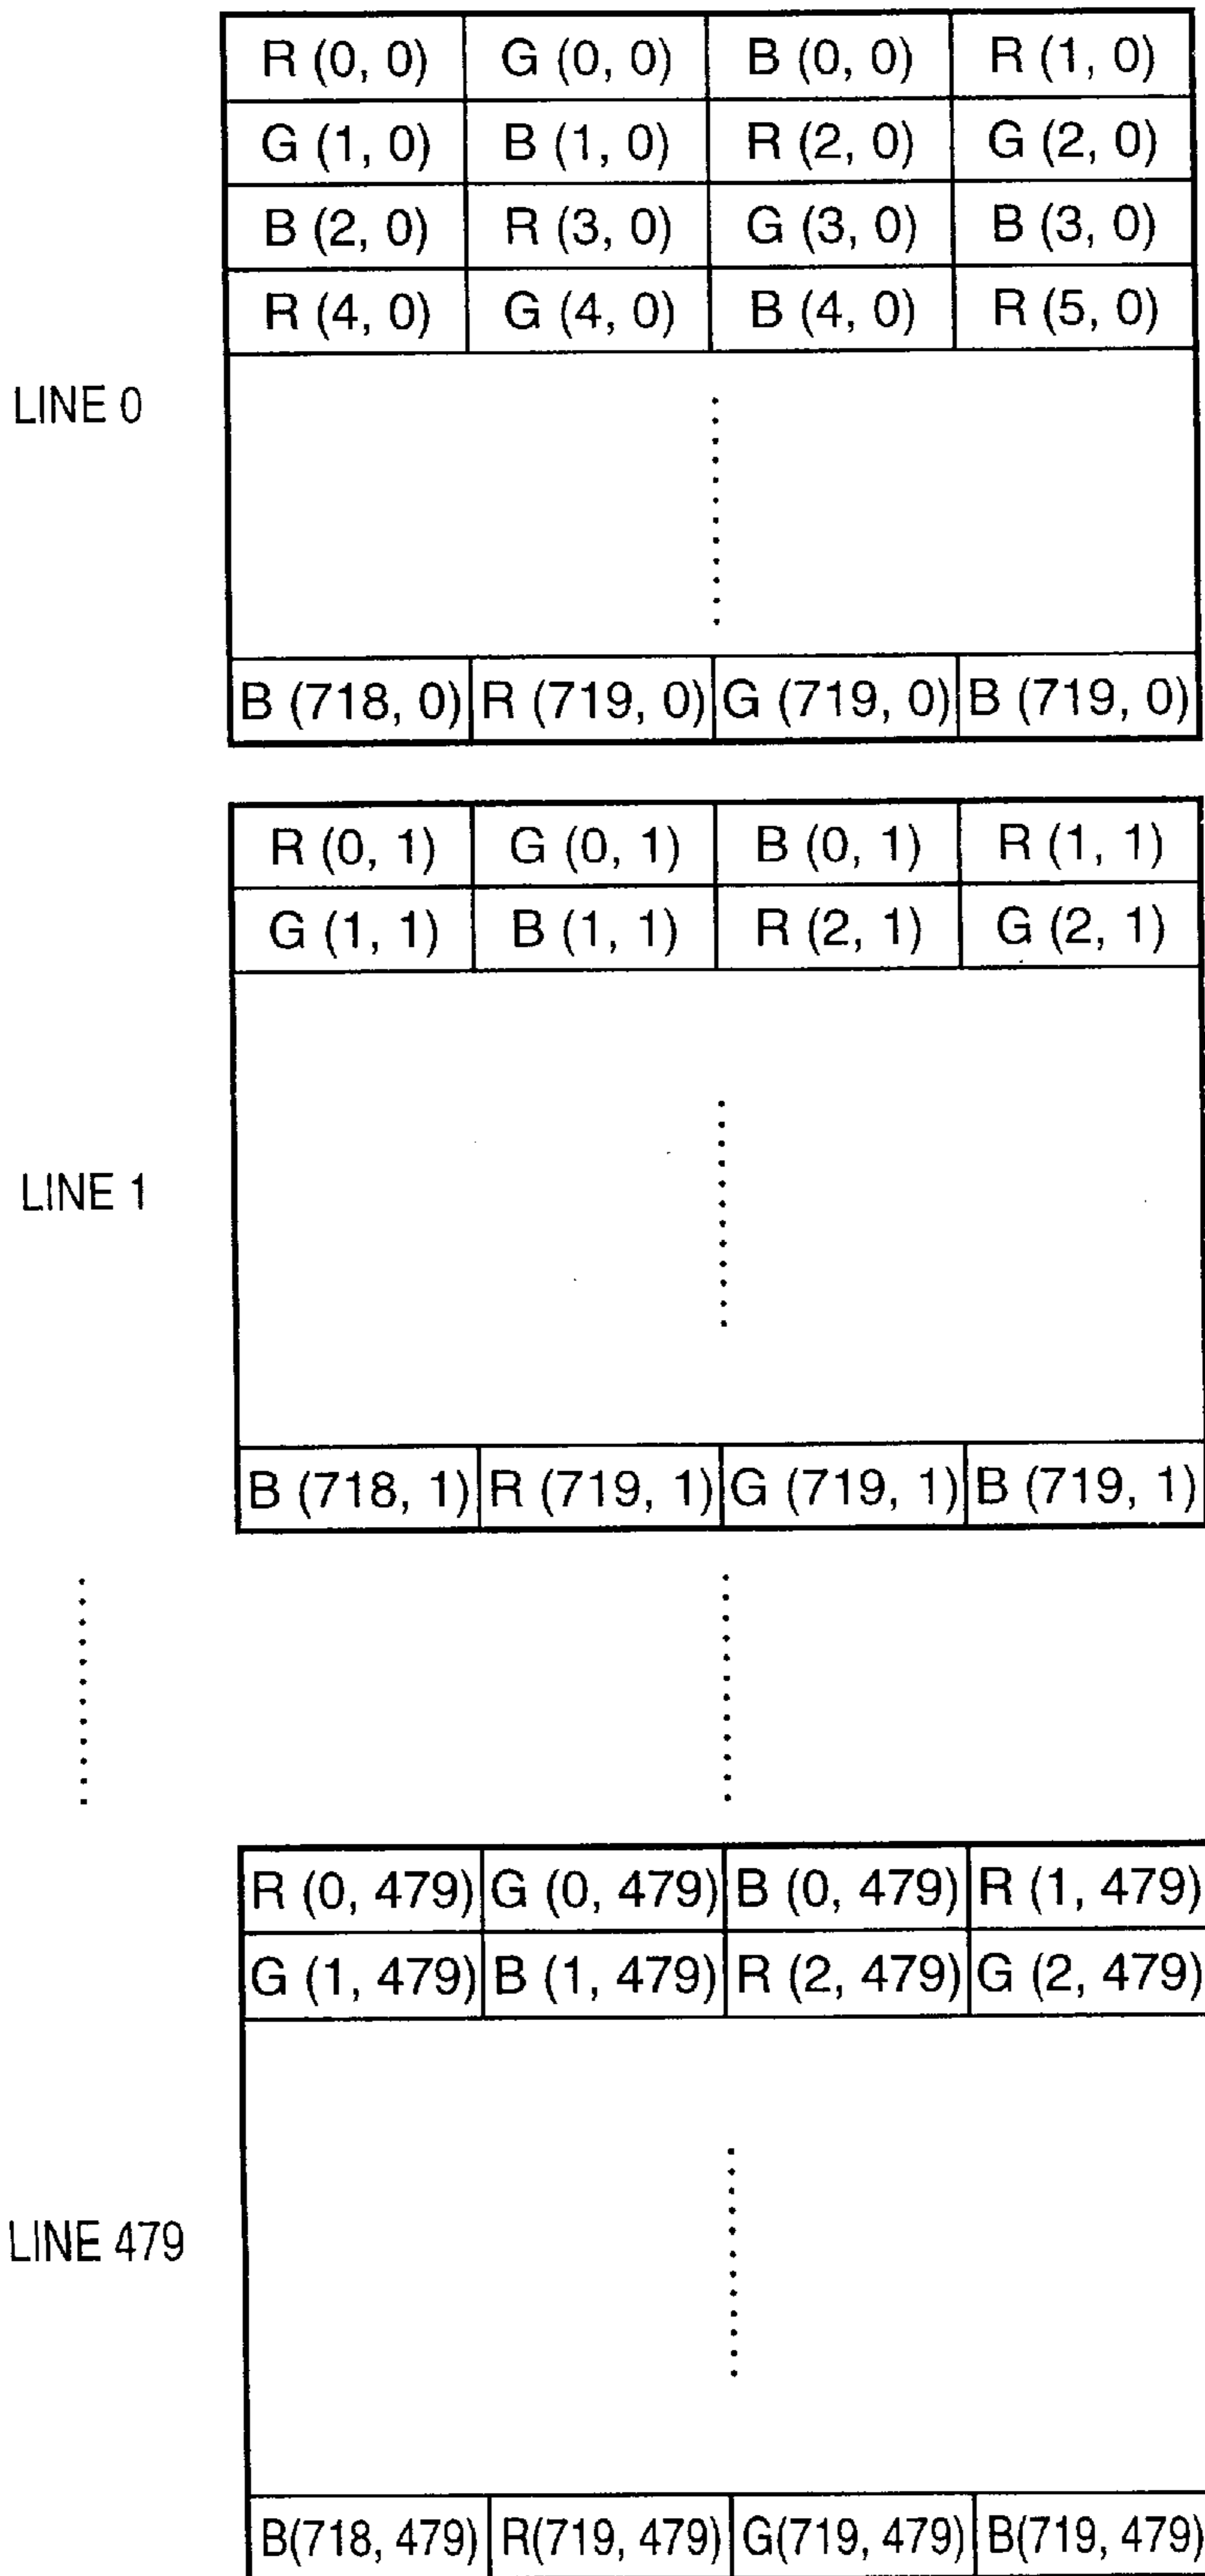 R (0, 0) G (0, 0) B (0, 0) R (1, 0)
G (1, 0) B (1, 0) R (2, 0) G (2, 0)
B (2, 0) R (3, 0) G (3, 0) B (3, 0)
R (4, 0) G (4, 0) B (4, 0) R (5, 0)
LINE 0
B (718, 0) R (719, 0) G (719, 0) B (719, 0)
R (0, 1) G (0, 1) B (0, 1) R (1, 1)
G (1, 1) B (1, 1) R (2, 1) G (2, 1)
LINE 1
B (718, 1) R (719, 1) G (719, 1) B (719, 1)
R (0, 479) G (0, 479) B (0, 479) R (1, 479)
G (1, 479) B (1, 479) R (2, 479) G (2, 479)
LINE 479
B(718, 479) R(719, 479) G(719, 479) B(719, 479)